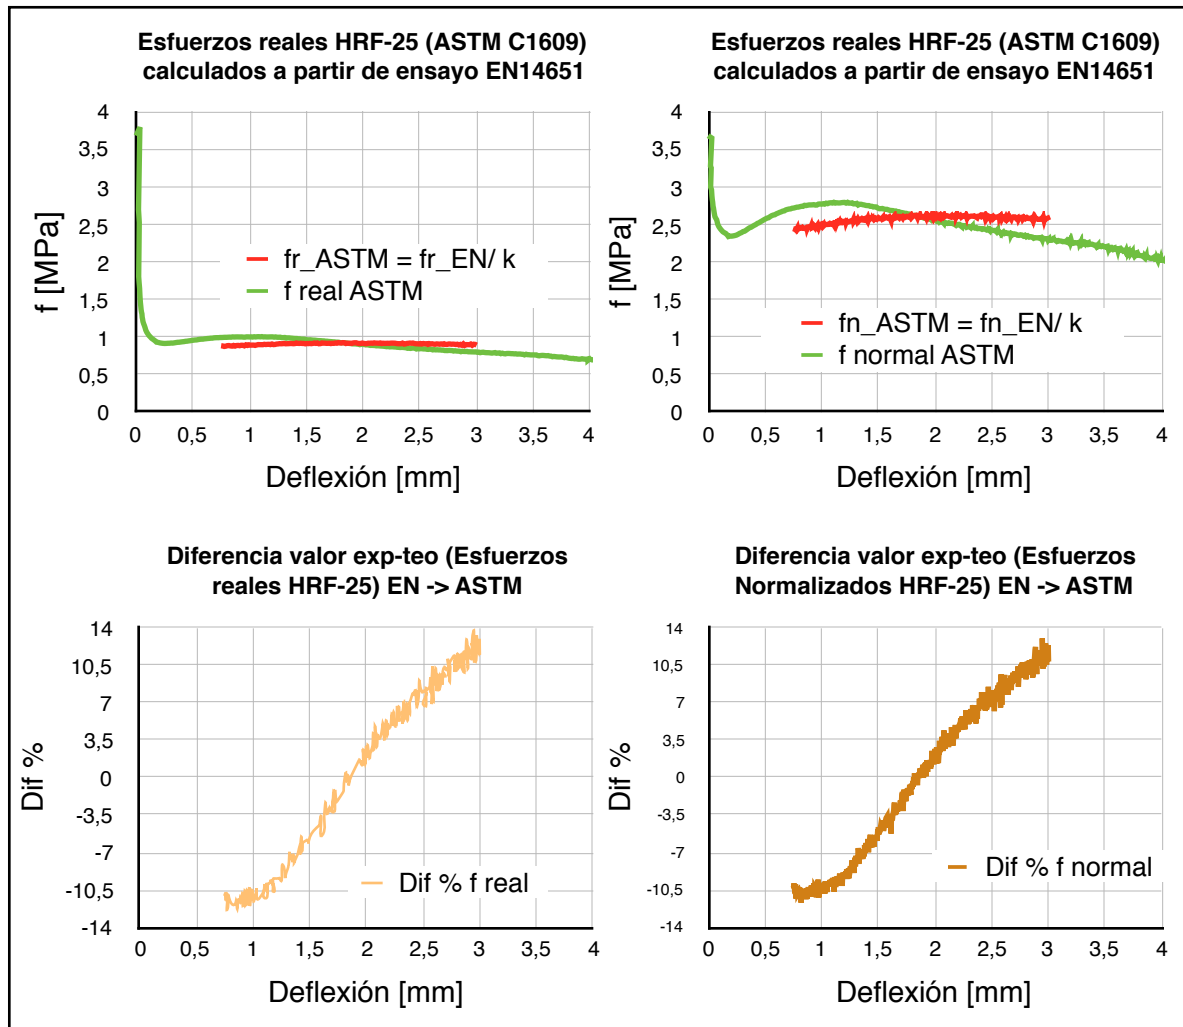 Esfuerzos reales HRF-25 (ASTM C1609)
calculados a partir de ensayo EN14651
4
3,5
3
2,5
2
1,5
1
0,5
0
f [MPa]
fr_ASTM = fr_EN/ k
f real ASTM
0 0,5 1 1,5 2 2,5 3 3,5 4
Deflexión [mm]
Esfuerzos reales HRF-25 (ASTM C1609)
calculados a partir de ensayo EN14651
4
3,5
3
2,5
2
1,5
1
0,5
0
f [MPa]
fn_ASTM = fn_EN/ k
f normal ASTM
0 0,5 1 1,5 2 2,5 3 3,5 4
Deflexión [mm]
Diferencia valor exp-teo (Esfuerzos
reales HRF-25) EN -> ASTM
14
10,5
7
3,5
0
-3,5
-7
-10,5
-14
Dif %
Dif % f real
0 0,5 1 1,5 2 2,5 3 3,5 4
Deflexión [mm]
Diferencia valor exp-teo (Esfuerzos
Normalizados HRF-25) EN -> ASTM
14
10,5
7
3,5
0
-3,5
-7
-10,5
-14
Dif %
Dif % f normal
0 0,5 1 1,5 2 2,5 3 3,5 4
Deflexión [mm]